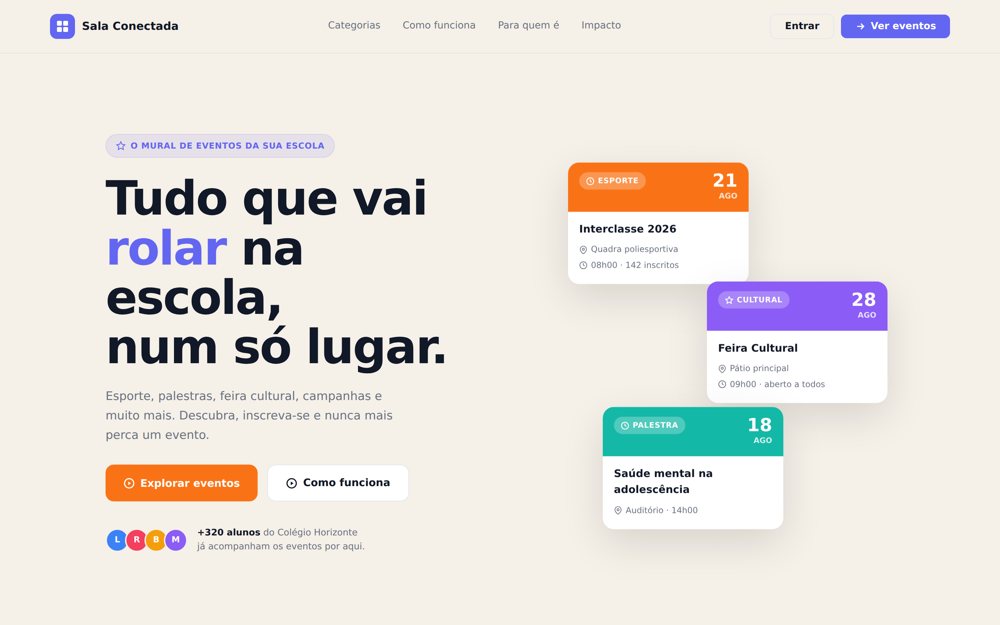 Sala Conectada
Categorias
Como funciona
Para quem é
Impacto
Entrar
Ver eventos
O MURAL DE EVENTOS DA SUA ESCOLA
Tudo que vai
rolar na
escola,
num só lugar.
Esporte, palestras, feira cultural, campanhas e
muito mais. Descubra, inscreva-se e nunca mais
perca um evento.
Explorar eventos
Como funciona
L R B M
+320 alunos do Colégio Horizonte
já acompanham os eventos por aqui.
ESPORTE
21
AGO
Interclasse 2026
Quadra poliesportiva
08h00 · 142 inscritos
CULTURAL
28
AGO
Feira Cultural
Pátio principal
09h00 · aberto a todos
PALESTRA
18
AGO
Saúde mental na
adolescência
Auditório · 14h00